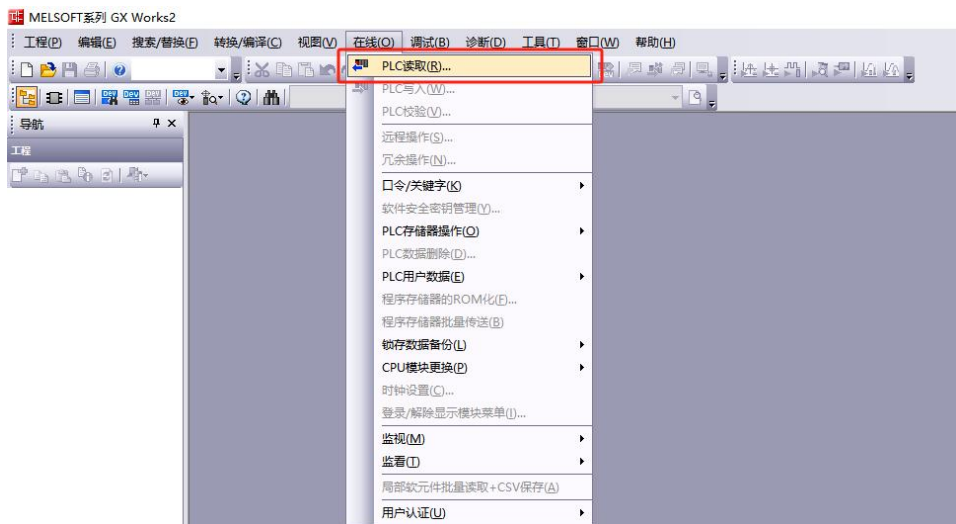 MELSOFT系列 GX Works2
工程(P) 编辑(E) 搜索/替换(F) 转换/编译(C) 视图(V) 在线(O) 调试(B) 诊断(D) 工具(T) 窗口(W) 帮助(H)
PLC读取(R)...
PLC写入(W)...
PLC校验(V)...
远程操作(S)...
冗余操作(N)...
口令/关键字(K)
软件安全密钥管理(Y)...
PLC存储器操作(O)
PLC数据删除(D)...
PLC用户数据(E)
程序存储器的ROM化(F)...
程序存储器批量传送(B)
锁存数据备份(L)
CPU模块更换(P)
时钟设置(C)...
登录/解除显示模块菜单(I)...
监视(M)
监看(T)
局部软元件批量读取+CSV保存(A)
用户认证(U)
导航
工程